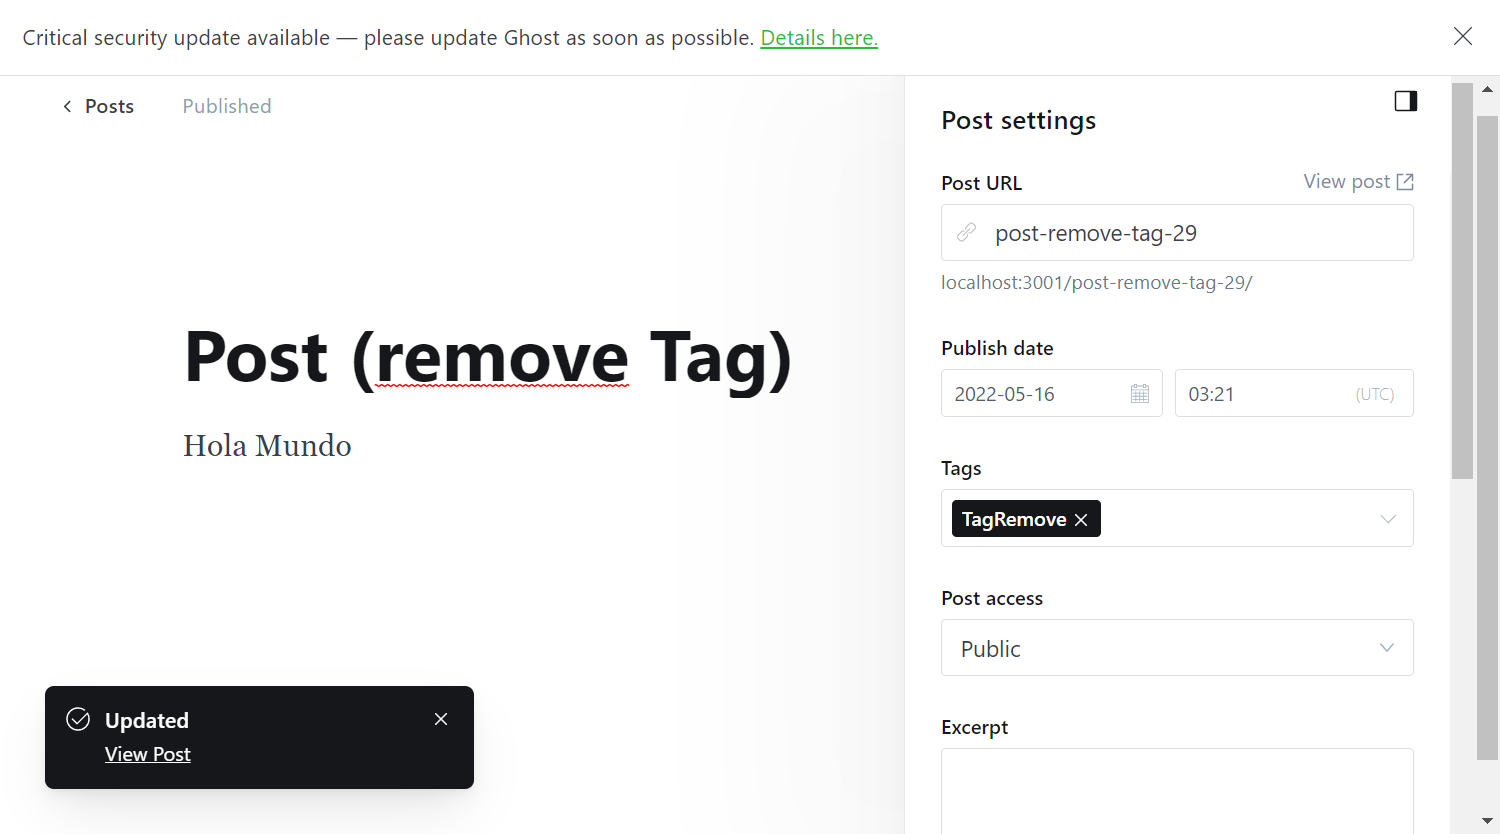 Critical security update available — please update Ghost as soon as possible. Details here.
Posts Published
Post (remove Tag)
Hola Mundo
Updated
View Post
Post settings
Post URL View post
post-remove-tag-29
localhost:3001/post-remove-tag-29/
Publish date
2022-05-16 03:21 (UTC)
Tags
TagRemove
Post access
Public
Excerpt